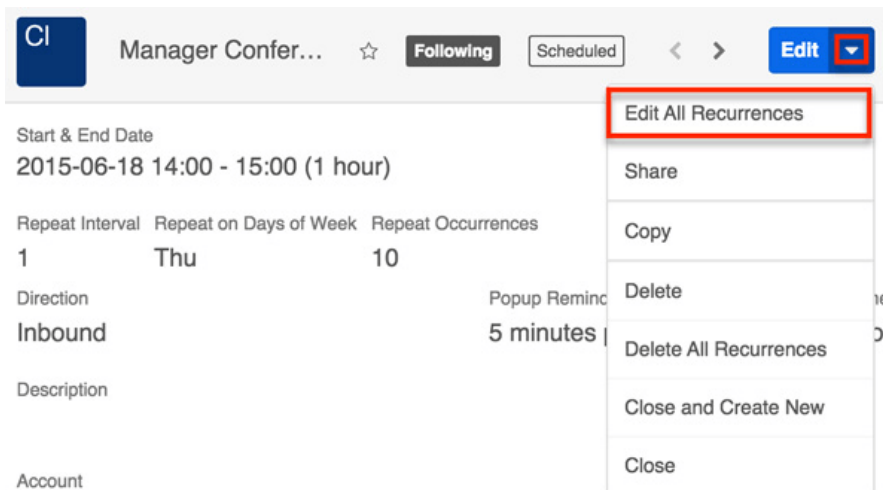 CI
Manager Confer... Following Scheduled Edit
Edit All Recurrences
Start & End Date
2015-06-18 14:00 - 15:00 (1 hour)
Share
Repeat Interval Repeat on Days of Week Repeat Occurrences
Copy
1 Thu 10
Direction Popup Reminc
Delete
Inbound 5 minutes
Delete All Recurrences
Description
Close and Create New
Close
Account